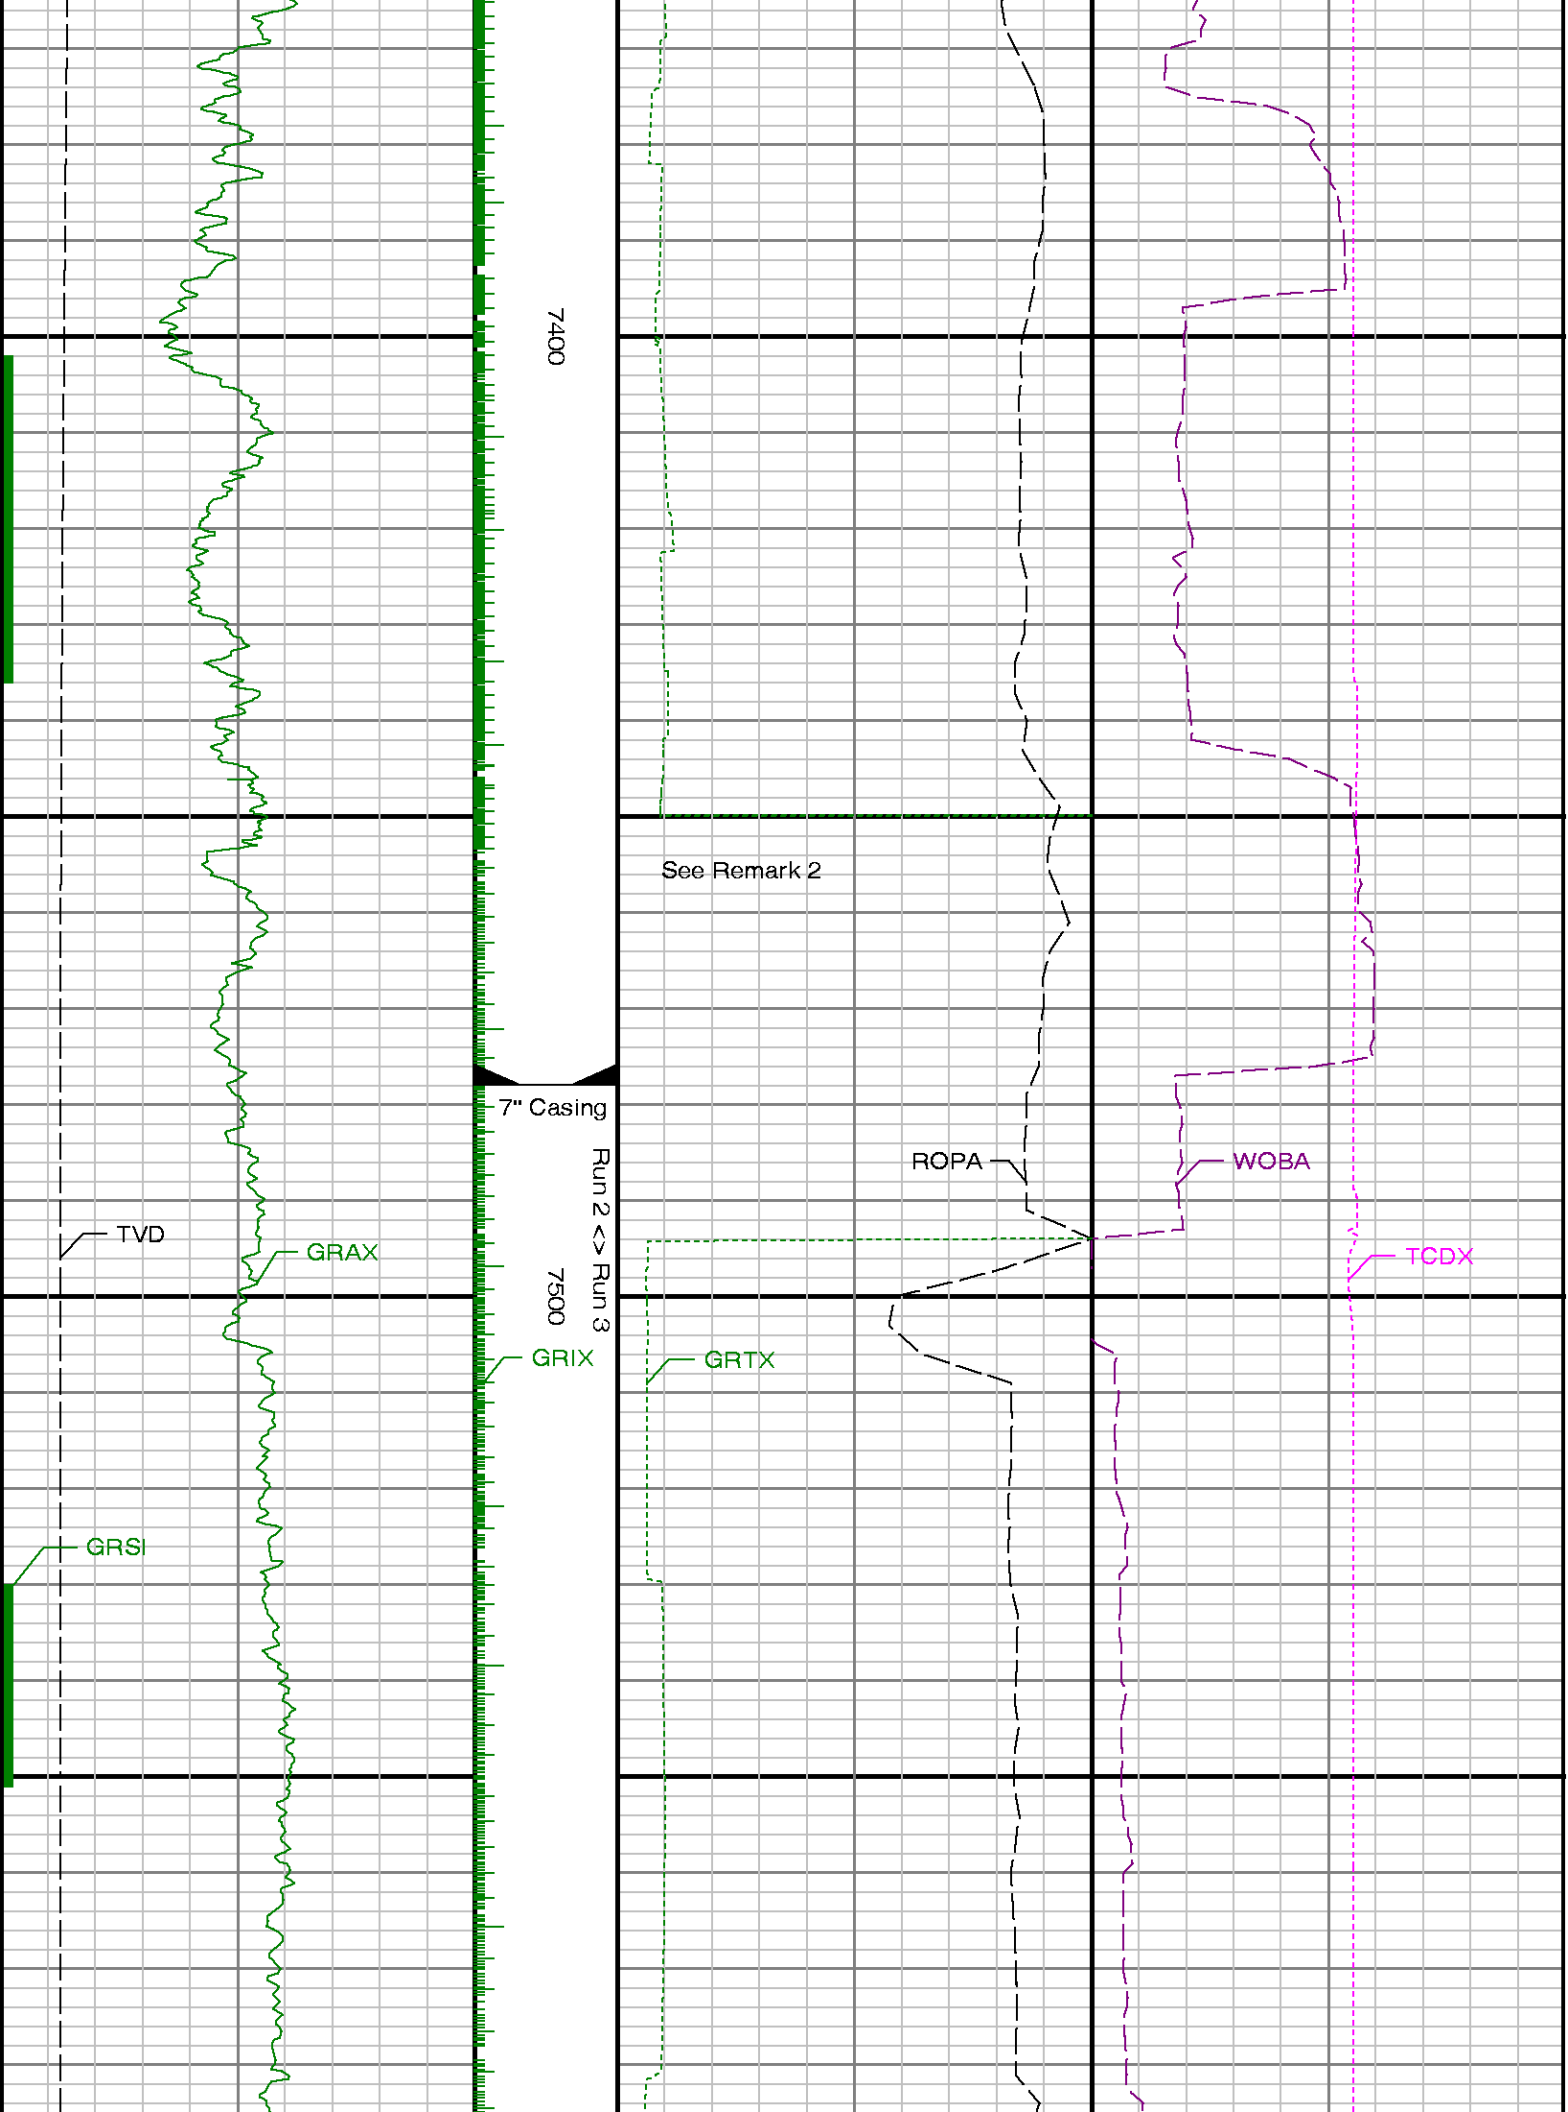 7400
See Remark 2
7" Casing
Run 2 <> Run 3
ROPA
WOBA
TVD
GRAX
TCDX
7500
GRIX
GRTX
GRSI